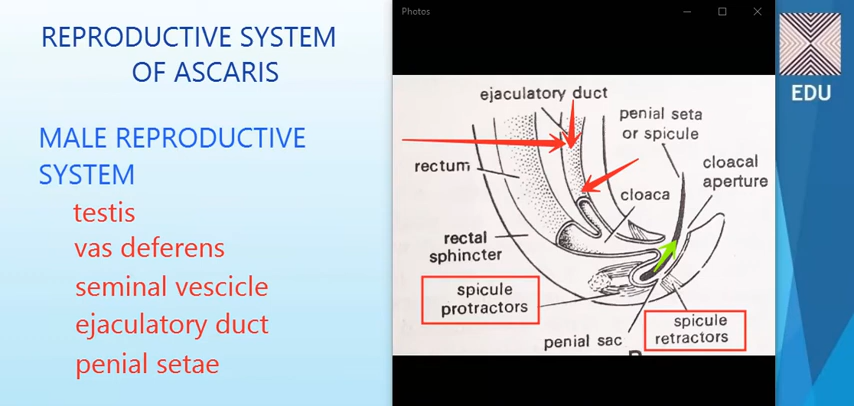 REPRODUCTIVE SYSTEM
OF ASCARIS
MALE REPRODUCTIVE
SYSTEM
testis
vas deferens
seminal vescicle
ejaculatory duct
penial setae
Photos
ejaculatory duct
penial seta
or spicule
cloacal
aperture
rectum
cloaca
rectal
sphincter
spicule
protractors
penial sac
spicule
retractors
EDU